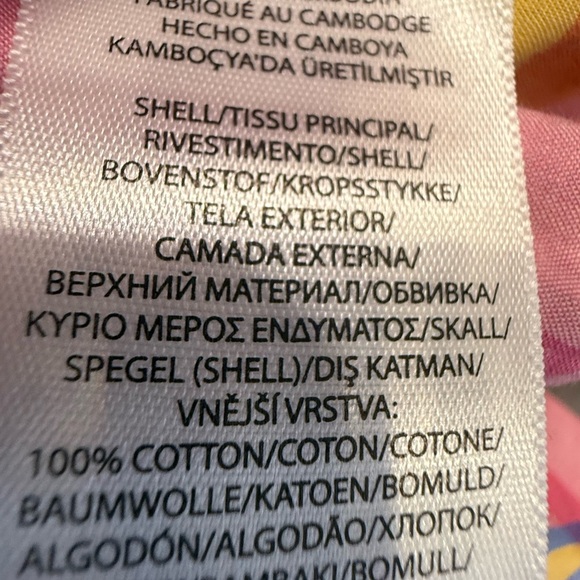 FABRIQUÉ AU CAMBODGE
HECHO EN CAMBOYA
KAMBOÇYA'DA ÜRETİLMİŞTİR
SHELL/TISSU PRINCIPAL/
RIVESTIMENTO/SHELL/
BOVENSTOF/KROPSSTYKKE/
TELA EXTERIOR/
CAMADA EXTERNA/
ВЕРХНИЙ МАТЕРИАЛ/ОБВИВКА/
ΚΥΡΙΟ ΜΕΡΟΣ ΕΝΔΥΜΑΤΟΣ/SKALL/
SPEGEL (SHELL)/DIŞ KATMAN/
VNĚJŠÍ VRSTVA:
100% COTTON/COTON/COTONE/
BAUMWOLLE/KATOEN/BOMULD/
ALGODÓN/ALGODÃO/ХЛОПОК/
BOMULL/